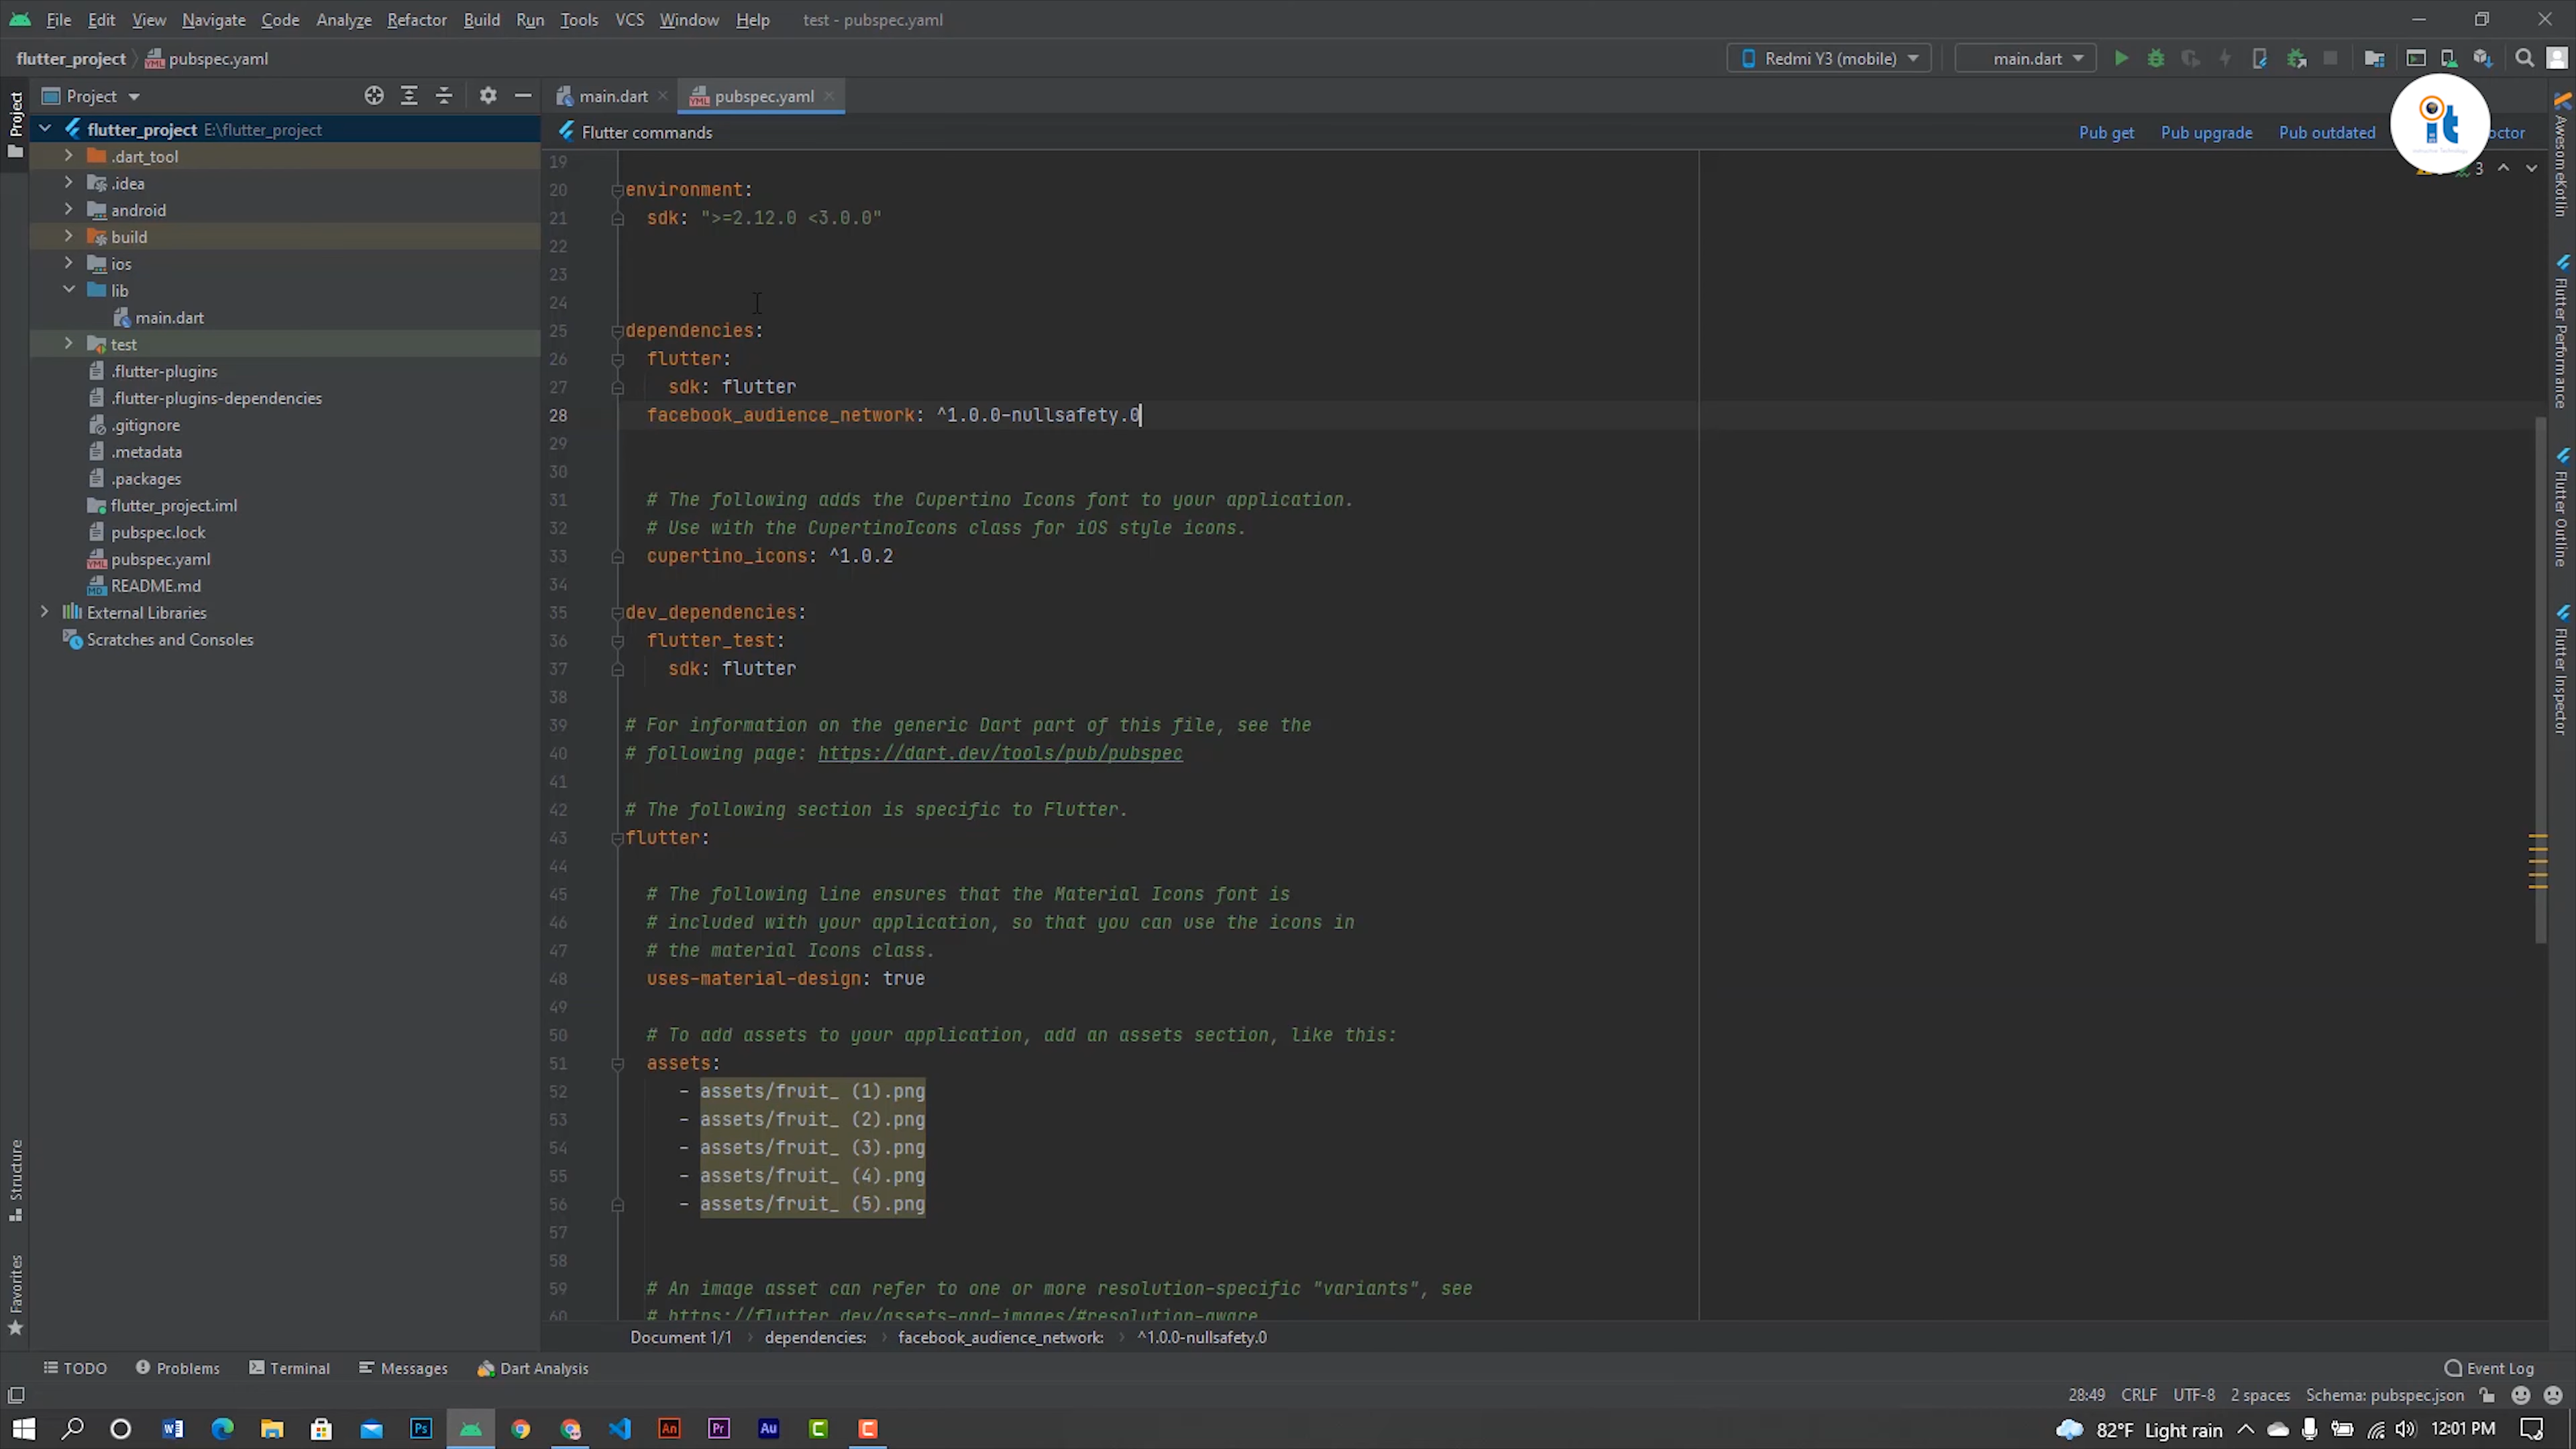 File Edit View Navigate Code Analyze Refactor Build Run Tools VCS Window Help test - pubspec.yaml
flutter_project pubspec.yaml Redmi Y3 (mobile) main.dart
Project main.dart pubspec.yaml
Flutter commands Pub get Pub upgrade Pub outdated octor
it
3
Project
flutter_project E:\flutter_project
.dart_tool
.idea
android
build
ios
lib
main.dart
test
.flutter-plugins
.flutter-plugins-dependencies
.gitignore
.metadata
.packages
flutter_project.iml
pubspec.lock
pubspec.yaml
README.md
External Libraries
Scratches and Consoles
Structure
Favorites
19
20 environment:
21 sdk: ">=2.12.0 <3.0.0"
22
23
24
25 dependencies:
26 flutter:
27 sdk: flutter
28 facebook_audience_network: ^1.0.0-nullsafety.0
29
30
31 # The following adds the Cupertino Icons font to your application.
32 # Use with the CupertinoIcons class for iOS style icons.
33 cupertino_icons: ^1.0.2
34
35 dev_dependencies:
36 flutter_test:
37 sdk: flutter
38
39 # For information on the generic Dart part of this file, see the
40 # following page: https://dart.dev/tools/pub/pubspec
41
42 # The following section is specific to Flutter.
43 flutter:
44
45 # The following line ensures that the Material Icons font is
46 # included with your application, so that you can use the icons in
47 # the material Icons class.
48 uses-material-design: true
49
50 # To add assets to your application, add an assets section, like this:
51 assets:
52 - assets/fruit_ (1).png
53 - assets/fruit_ (2).png
54 - assets/fruit_ (3).png
55 - assets/fruit_ (4).png
56 - assets/fruit_ (5).png
57
58
59 # An image asset can refer to one or more resolution-specific "variants", see
60 # https://flutter.dev/assets-and-images/#resolution-aware
AwesomeKotlin
Flutter Performance
Flutter Outline
Flutter Inspector
Document 1/1 dependencies: facebook_audience_network: ^1.0.0-nullsafety.0
TODO Problems Terminal Messages Dart Analysis Event Log
28:49 CRLF UTF-8 2 spaces Schema: pubspec.json
82°F Light rain 12:01 PM